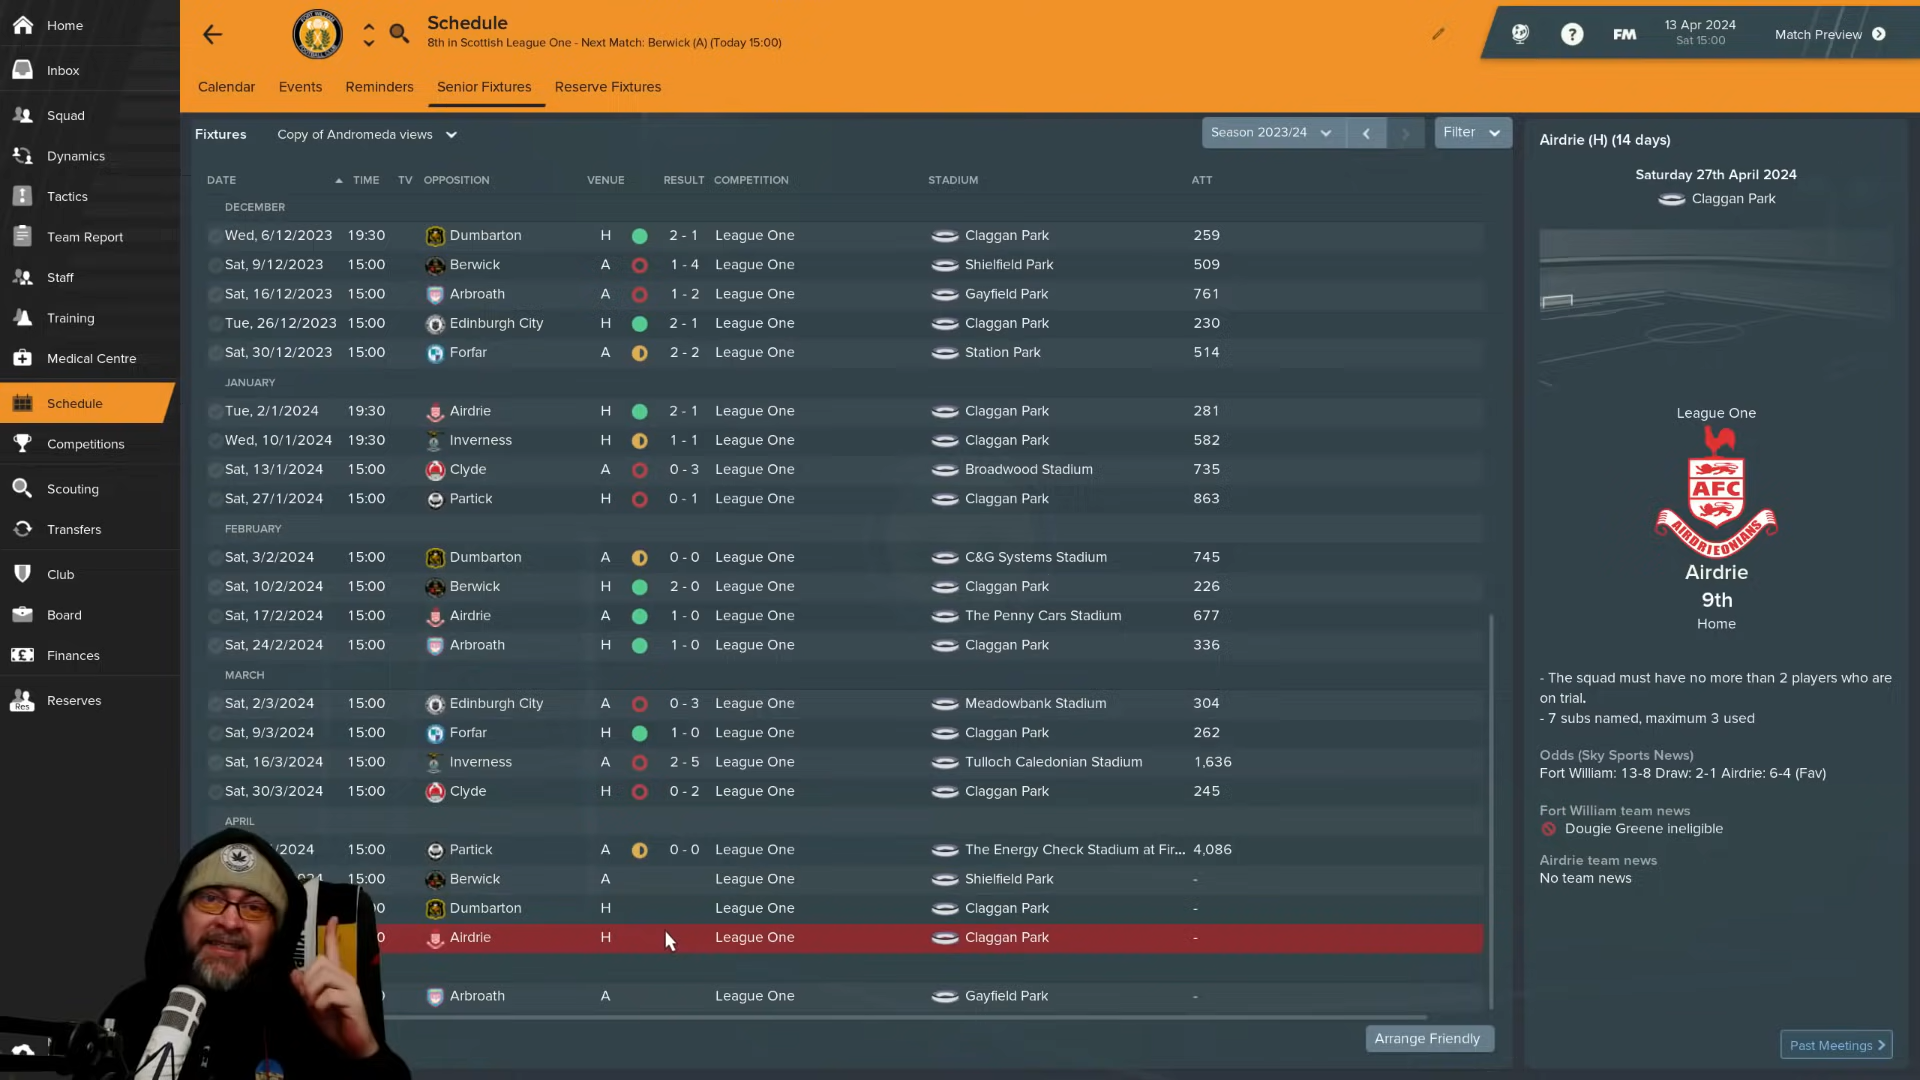 Home
Inbox
Squad
Dynamics
Tactics
Team Report
Staff
Training
Medical Centre
Schedule
Competitions
Scouting
Transfers
Club
Board
Finances
Res
Reserves
Schedule
8th in Scottish League One - Next Match: Berwick (A) (Today 15:00)
FM
13 Apr 2024
Sat 15:00
Match Preview
Calendar Events Reminders Senior Fixtures Reserve Fixtures
Fixtures Copy of Andromeda views Season 2023/24 Filter
DATE TIME TV OPPOSITION VENUE RESULT COMPETITION STADIUM ATT
DECEMBER
Wed, 6/12/2023 19:30 Dumbarton H 2 - 1 League One Claggan Park 259
Sat, 9/12/2023 15:00 Berwick A 1 - 4 League One Shielfield Park 509
Sat, 16/12/2023 15:00 Arbroath A 1 - 2 League One Gayfield Park 761
Tue, 26/12/2023 15:00 Edinburgh City H 2 - 1 League One Claggan Park 230
Sat, 30/12/2023 15:00 Forfar A 2 - 2 League One Station Park 514
JANUARY
Tue, 2/1/2024 19:30 Airdrie H 2 - 1 League One Claggan Park 281
Wed, 10/1/2024 19:30 Inverness H 1 - 1 League One Claggan Park 582
Sat, 13/1/2024 15:00 Clyde A 0 - 3 League One Broadwood Stadium 735
Sat, 27/1/2024 15:00 Partick H 0 - 1 League One Claggan Park 863
FEBRUARY
Sat, 3/2/2024 15:00 Dumbarton A 0 - 0 League One C&G Systems Stadium 745
Sat, 10/2/2024 15:00 Berwick H 2 - 0 League One Claggan Park 226
Sat, 17/2/2024 15:00 Airdrie A 1 - 0 League One The Penny Cars Stadium 677
Sat, 24/2/2024 15:00 Arbroath H 1 - 0 League One Claggan Park 336
MARCH
Sat, 2/3/2024 15:00 Edinburgh City A 0 - 3 League One Meadowbank Stadium 304
Sat, 9/3/2024 15:00 Forfar H 1 - 0 League One Claggan Park 262
Sat, 16/3/2024 15:00 Inverness A 2 - 5 League One Tulloch Caledonian Stadium 1,636
Sat, 30/3/2024 15:00 Clyde H 0 - 2 League One Claggan Park 245
APRIL
/2024 15:00 Partick A 0 - 0 League One The Energy Check Stadium at Fir... 4,086
15:00 Berwick A League One Shielfield Park -
Dumbarton H League One Claggan Park -
Airdrie H League One Claggan Park -
Arbroath A League One Gayfield Park -
Arrange Friendly
Airdrie (H) (14 days)
Saturday 27th April 2024
Claggan Park
League One
AFC
AIRDRIEONIANS
Airdrie
9th
Home
- The squad must have no more than 2 players who are
on trial.
- 7 subs named, maximum 3 used
Odds (Sky Sports News)
Fort William: 13-8 Draw: 2-1 Airdrie: 6-4 (Fav)
Fort William team news
Dougie Greene ineligible
Airdrie team news
No team news
Past Meetings